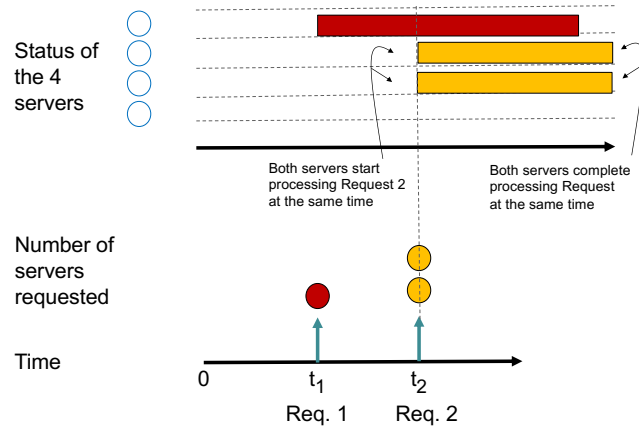 Status of
the 4
servers
Both servers start
processing Request 2
at the same time
Both servers complete
processing Request
at the same time
Number of
servers
requested
Time
0
t1
t2
Req. 1
Req. 2